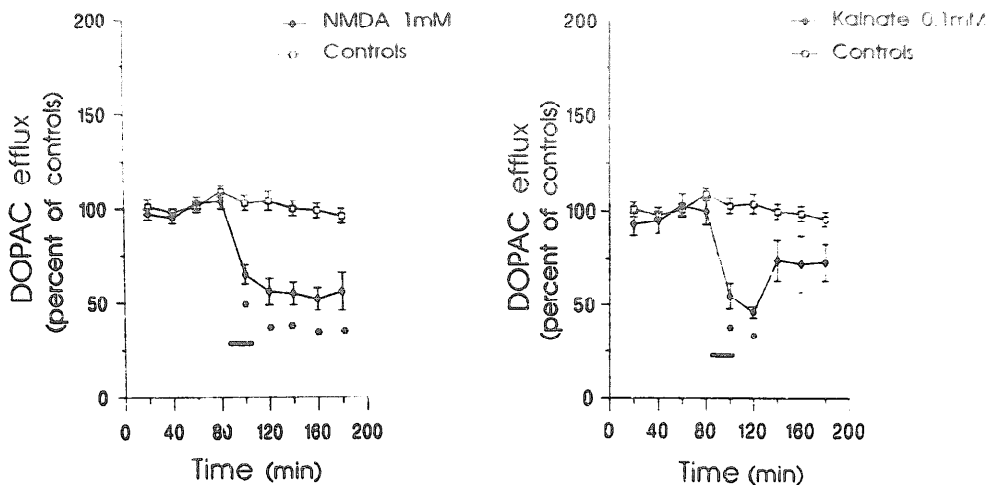 NMDA 1mM
Controls
200
150
100
50
0
DOPAC efflux
(percent of controls)
0 40 80 120 160 200
Time (min)
Kainate 0.1mM
Controls
200
150
100
50
0
DOPAC efflux
(percent of controls)
0 40 80 120 160 200
Time (min)